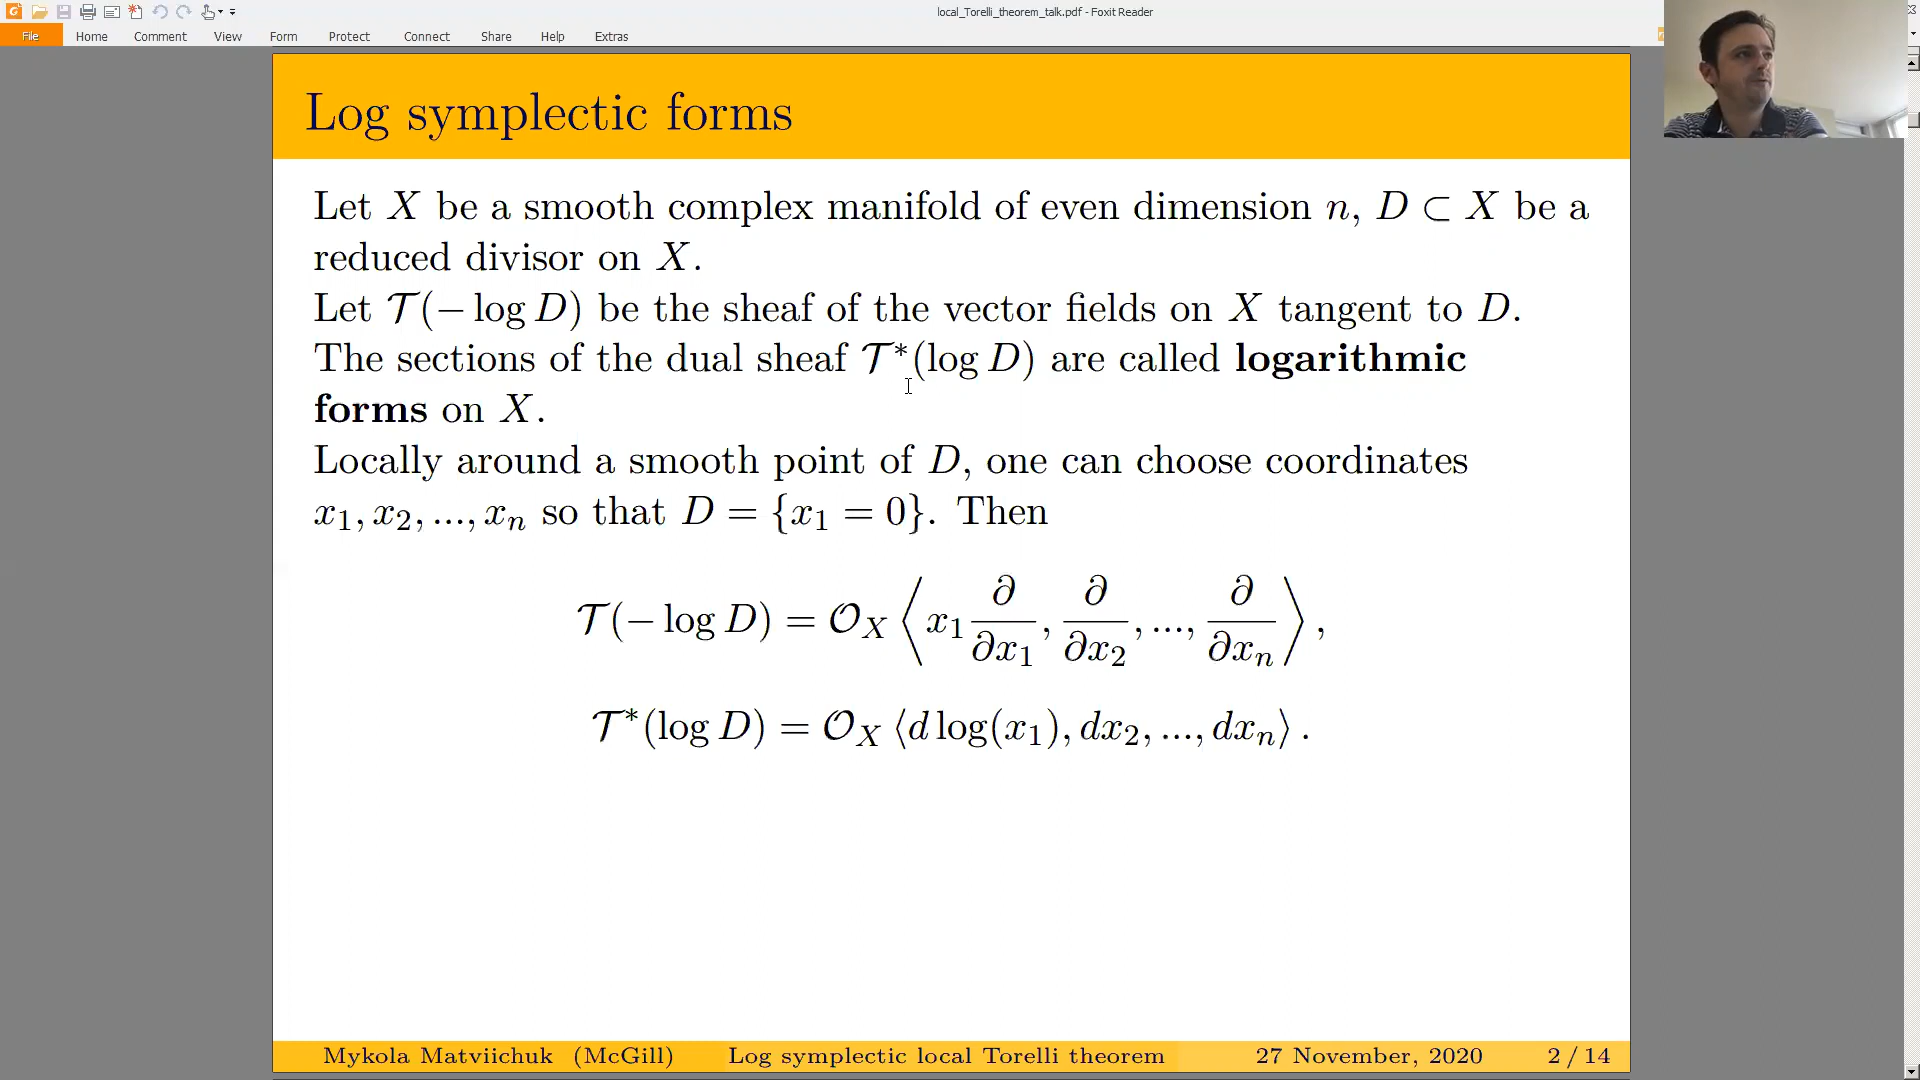 local_Torelli_theorem_talk.pdf - Foxit Reader
File Home Comment View Form Protect Connect Share Help Extras
Log symplectic forms
Let X be a smooth complex manifold of even dimension n, D ⊂ X be a
reduced divisor on X.
Let 𝒯(− log D) be the sheaf of the vector fields on X tangent to D.
The sections of the dual sheaf 𝒯*(log D) are called logarithmic
forms on X.
Locally around a smooth point of D, one can choose coordinates
x₁, x₂, ..., xₙ so that D = {x₁ = 0}. Then
𝒯(− log D) = 𝒪_X ⟨ x₁ ∂/∂x₁, ∂/∂x₂, ..., ∂/∂xₙ ⟩,
𝒯*(log D) = 𝒪_X ⟨d log(x₁), dx₂, ..., dxₙ⟩.
Mykola Matviichuk (McGill) Log symplectic local Torelli theorem 27 November, 2020 2 / 14